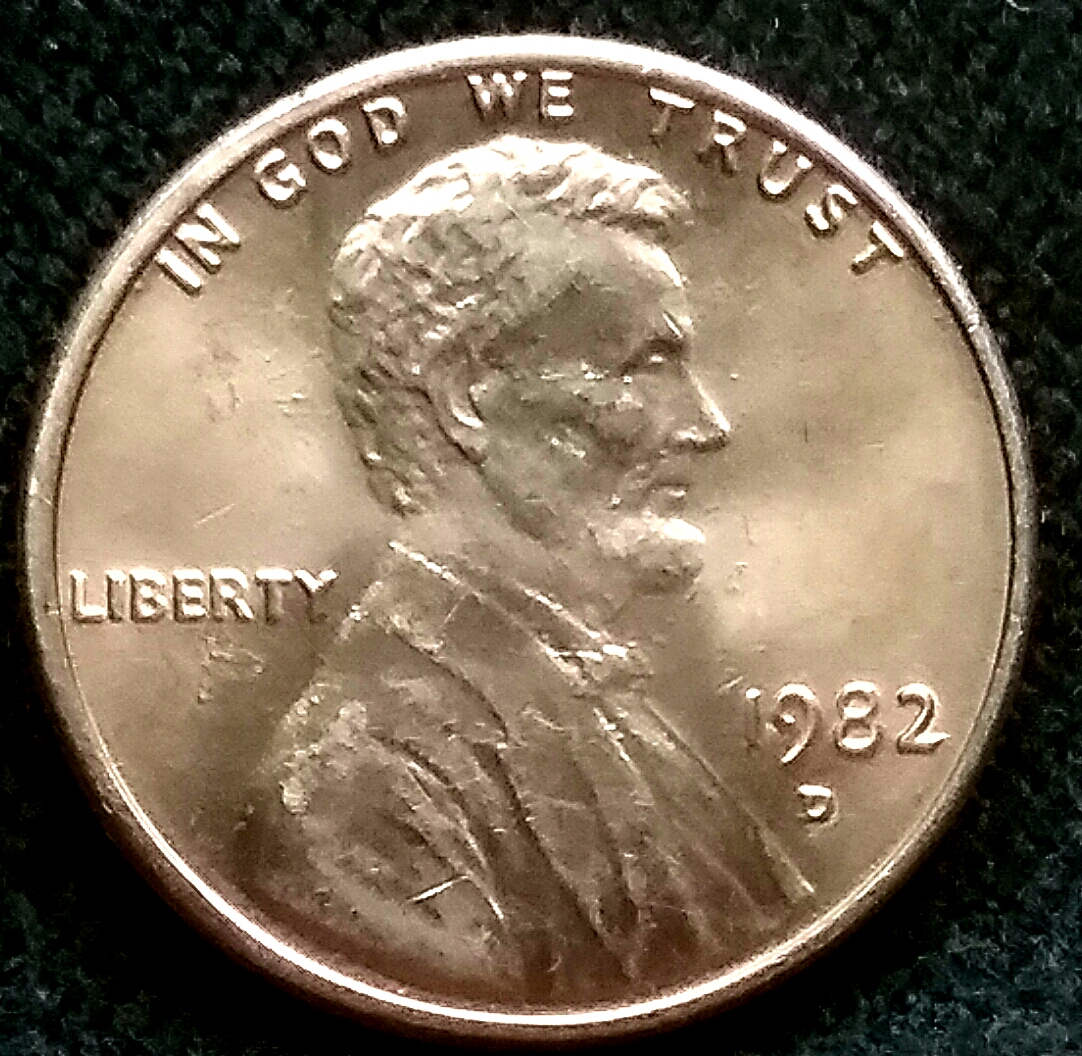 IN GOD WE TRUST
LIBERTY
1982
D